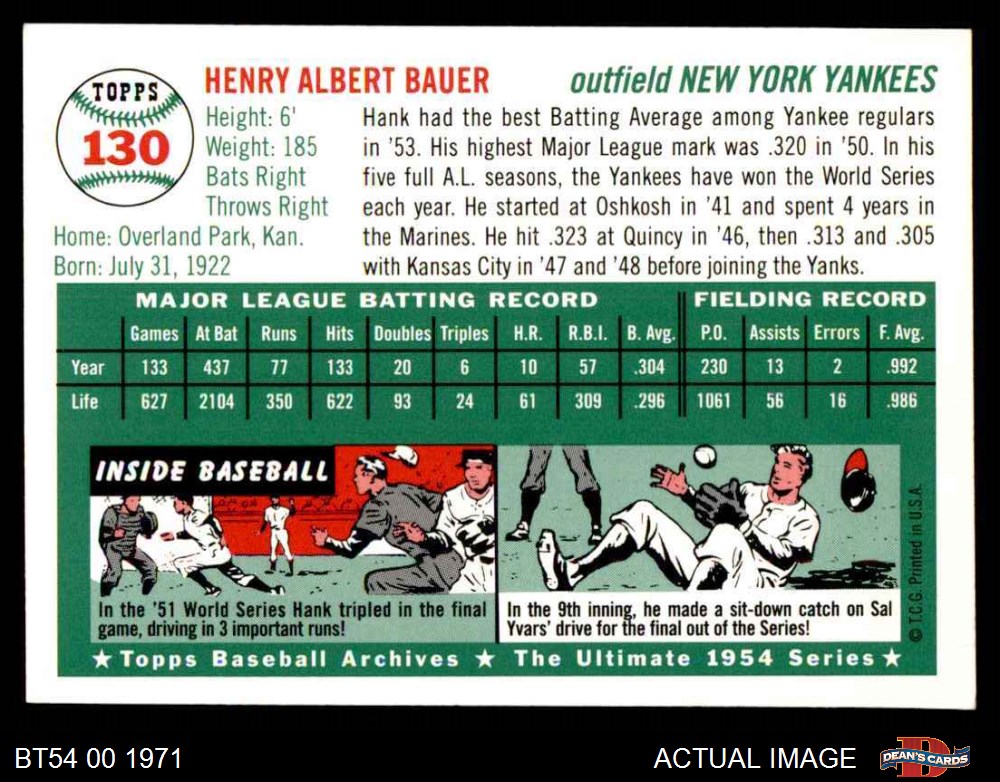 TOPPS
130
HENRY ALBERT BAUER
outfield NEW YORK YANKEES
Height: 6'
Weight: 185
Bats Right
Throws Right
Home: Overland Park, Kan.
Born: July 31, 1922
Hank had the best Batting Average among Yankee regulars
in '53. His highest Major League mark was .320 in '50. In his
five full A.L. seasons, the Yankees have won the World Series
each year. He started at Oshkosh in '41 and spent 4 years in
the Marines. He hit .323 at Quincy in '46, then .313 and .305
with Kansas City in '47 and '48 before joining the Yanks.
MAJOR LEAGUE BATTING RECORD FIELDING RECORD
Games At Bat Runs Hits Doubles Triples H.R. R.B.I. B. Avg. P.O. Assists Errors F. Avg.
Year 133 437 77 133 20 6 10 57 .304 230 13 2 .992
Life 627 2104 350 622 93 24 61 309 .296 1061 56 16 .986
INSIDE BASEBALL
In the '51 World Series Hank tripled in the final
game, driving in 3 important runs!
In the 9th inning, he made a sit-down catch on Sal
Yvars' drive for the final out of the Series!
© T.C.G. Printed in U.S.A.
★ Topps Baseball Archives ★ The Ultimate 1954 Series ★
BT54 00 1971
ACTUAL IMAGE
DEAN'S CARDS